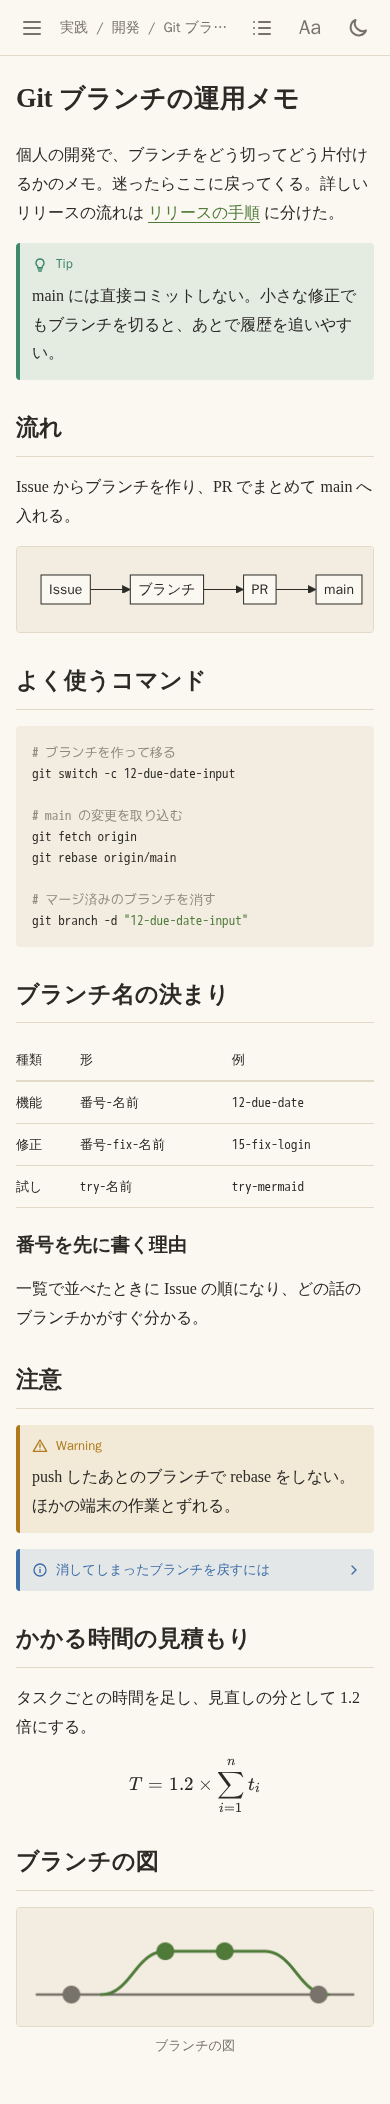 実践 / 開発 / Git ブラ…
Aa
Git ブランチの運用メモ
個人の開発で、ブランチをどう切ってどう片付け
るかのメモ。迷ったらここに戻ってくる。詳しい
リリースの流れは リリースの手順 に分けた。
Tip
main には直接コミットしない。小さな修正で
もブランチを切ると、あとで履歴を追いやす
い。
流れ
Issue からブランチを作り、PR でまとめて main へ
入れる。
Issue ブランチ PR main
よく使うコマンド
# ブランチを作って移る
git switch -c 12-due-date-input
# main の変更を取り込む
git fetch origin
git rebase origin/main
# マージ済みのブランチを消す
git branch -d "12-due-date-input"
ブランチ名の決まり
種類 形 例
機能 番号-名前 12-due-date
修正 番号-fix-名前 15-fix-login
試し try-名前 try-mermaid
番号を先に書く理由
一覧で並べたときに Issue の順になり、どの話の
ブランチかがすぐ分かる。
注意
Warning
push したあとのブランチで rebase をしない。
ほかの端末の作業とずれる。
消してしまったブランチを戻すには
かかる時間の見積もり
タスクごとの時間を足し、見直しの分として 1.2
倍にする。
T = 1.2 × ∑_{i=1}^{n} t_i
ブランチの図
ブランチの図